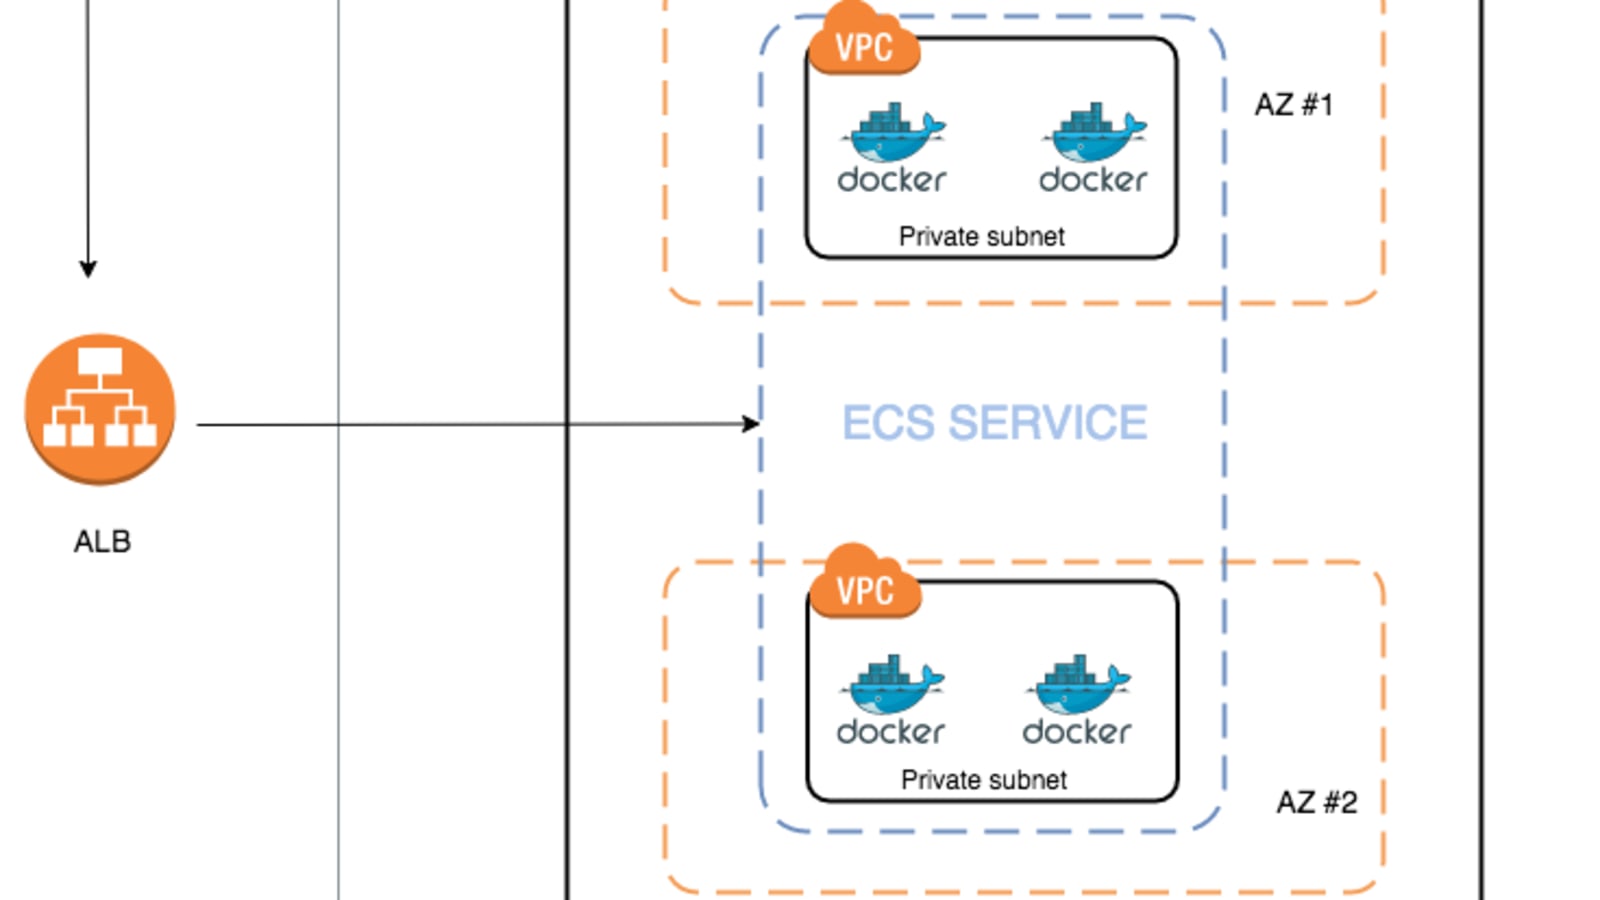 VPC
AZ #1
docker docker
Private subnet
ECS SERVICE
ALB
VPC
docker docker
Private subnet
AZ #2